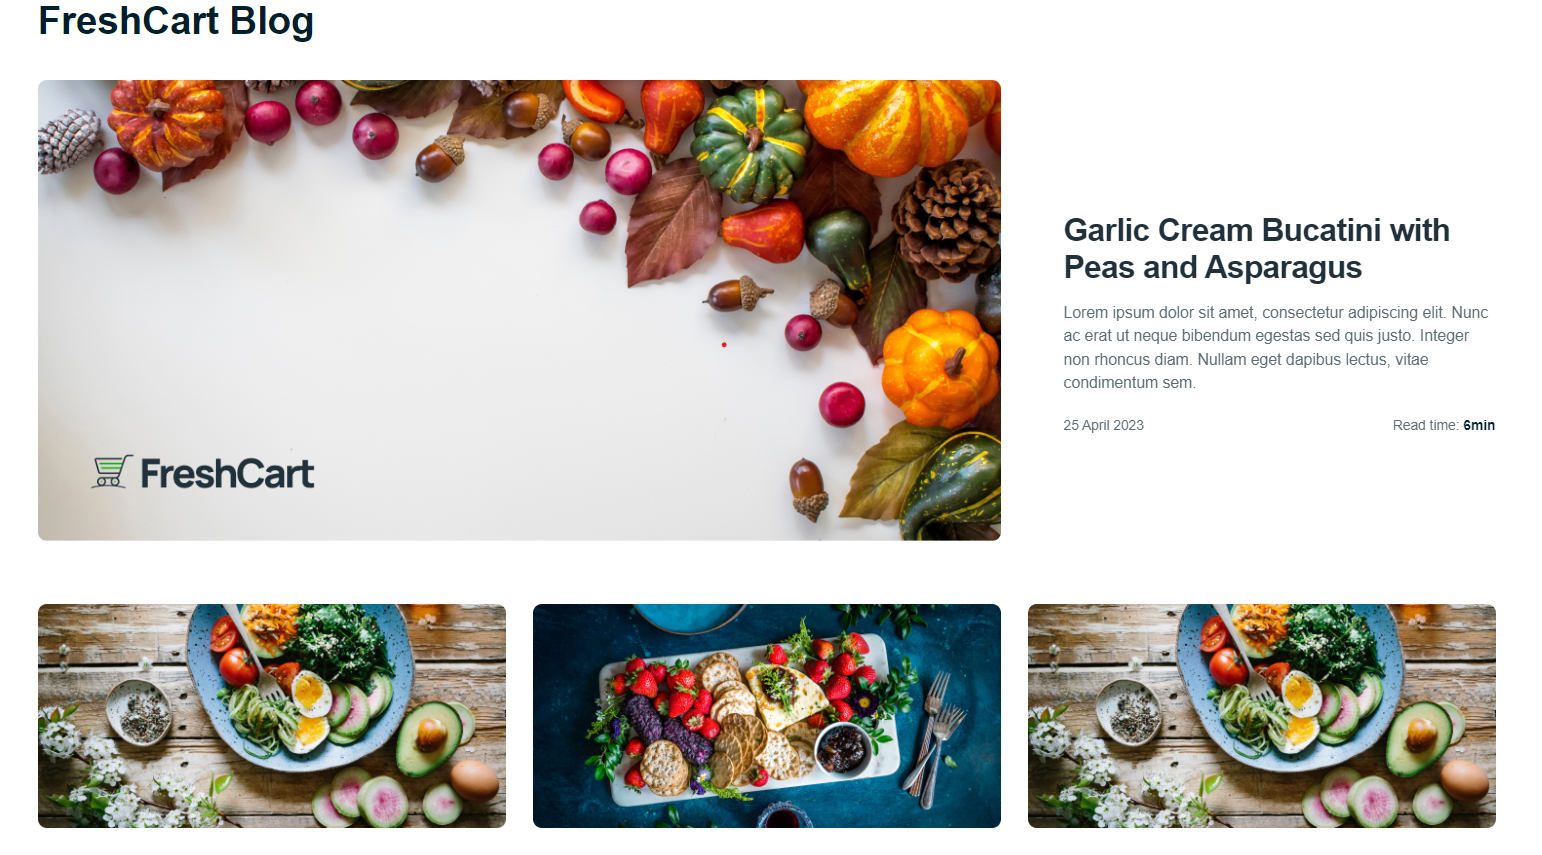 FreshCart Blog
FreshCart
Garlic Cream Bucatini with
Peas and Asparagus
Lorem ipsum dolor sit amet, consectetur adipiscing elit. Nunc
ac erat ut neque bibendum egestas sed quis justo. Integer
non rhoncus diam. Nullam eget dapibus lectus, vitae
condimentum sem.
25 April 2023 Read time: 6min